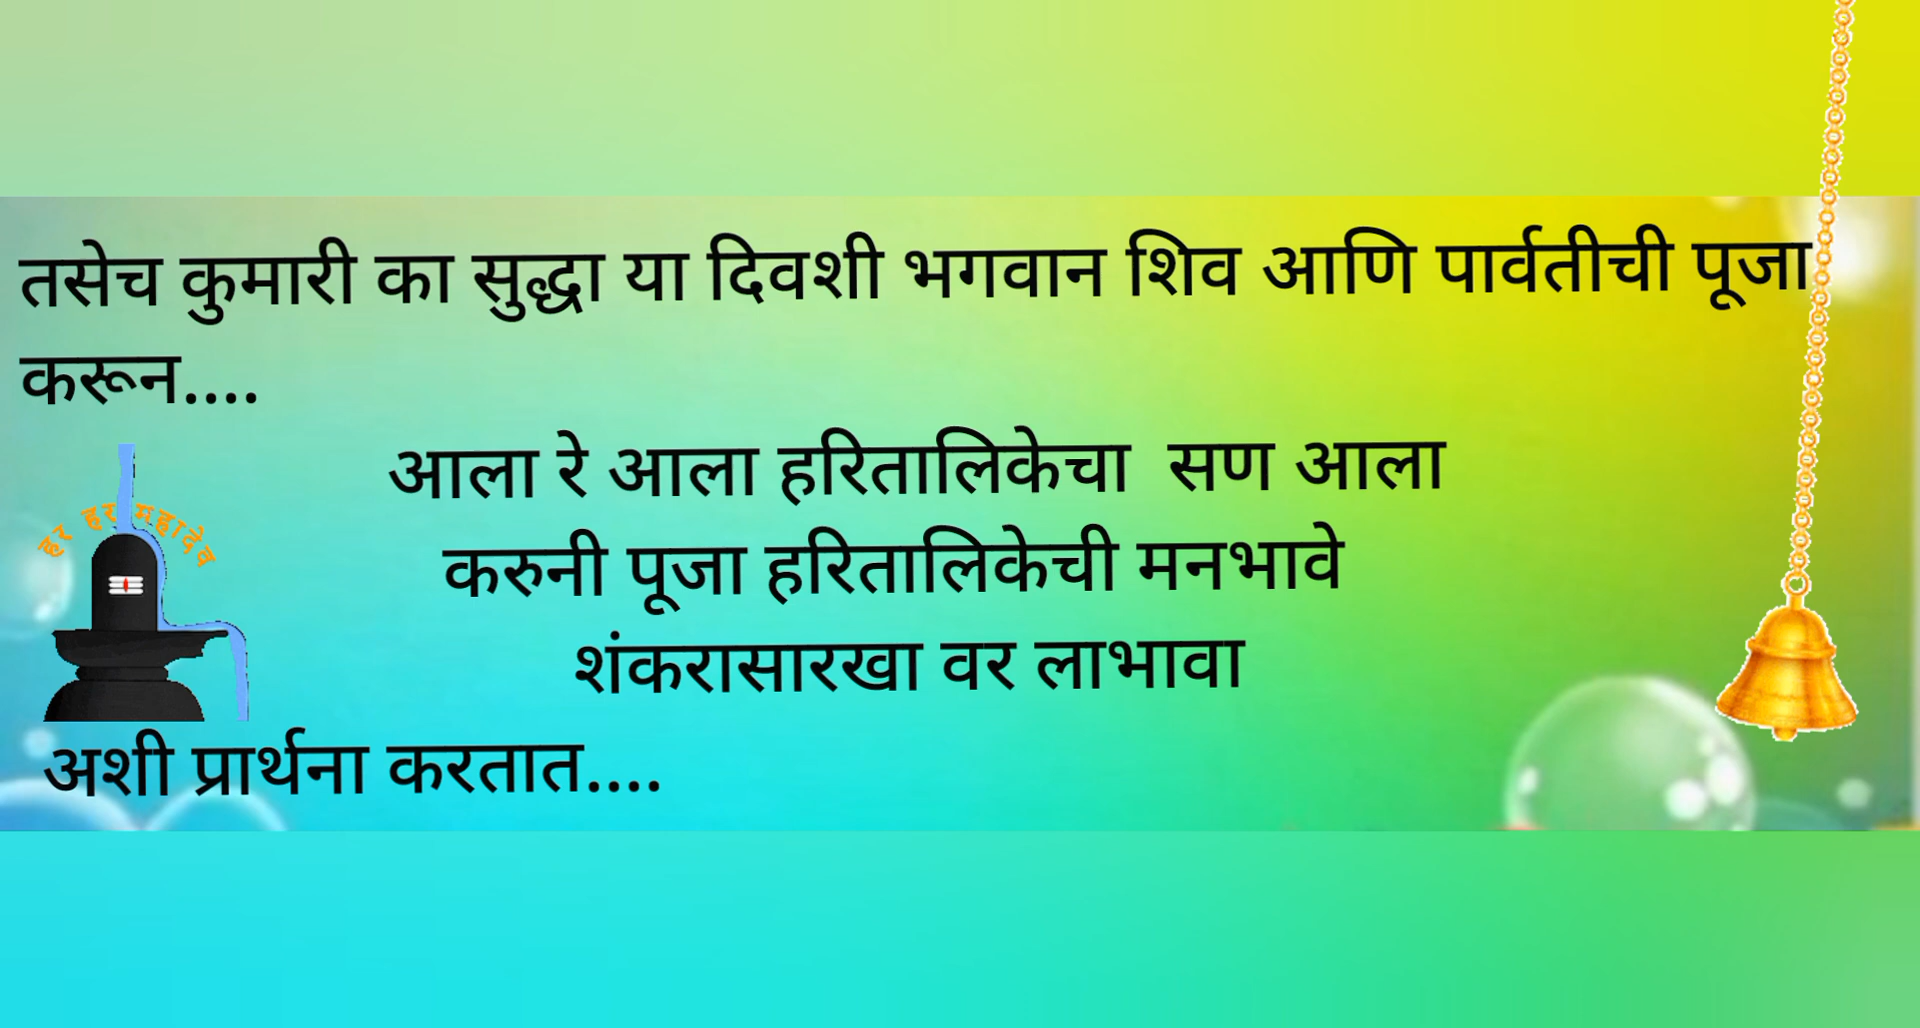 तसेच कुमारी का सुद्धा या दिवशी भगवान शिव आणि पार्वतीची पूजा
करून....
आला रे आला हरितालिकेचा सण आला
हर हर महादेव
करुनी पूजा हरितालिकेची मनभावे
शंकरासारखा वर लाभावा
अशी प्रार्थना करतात....